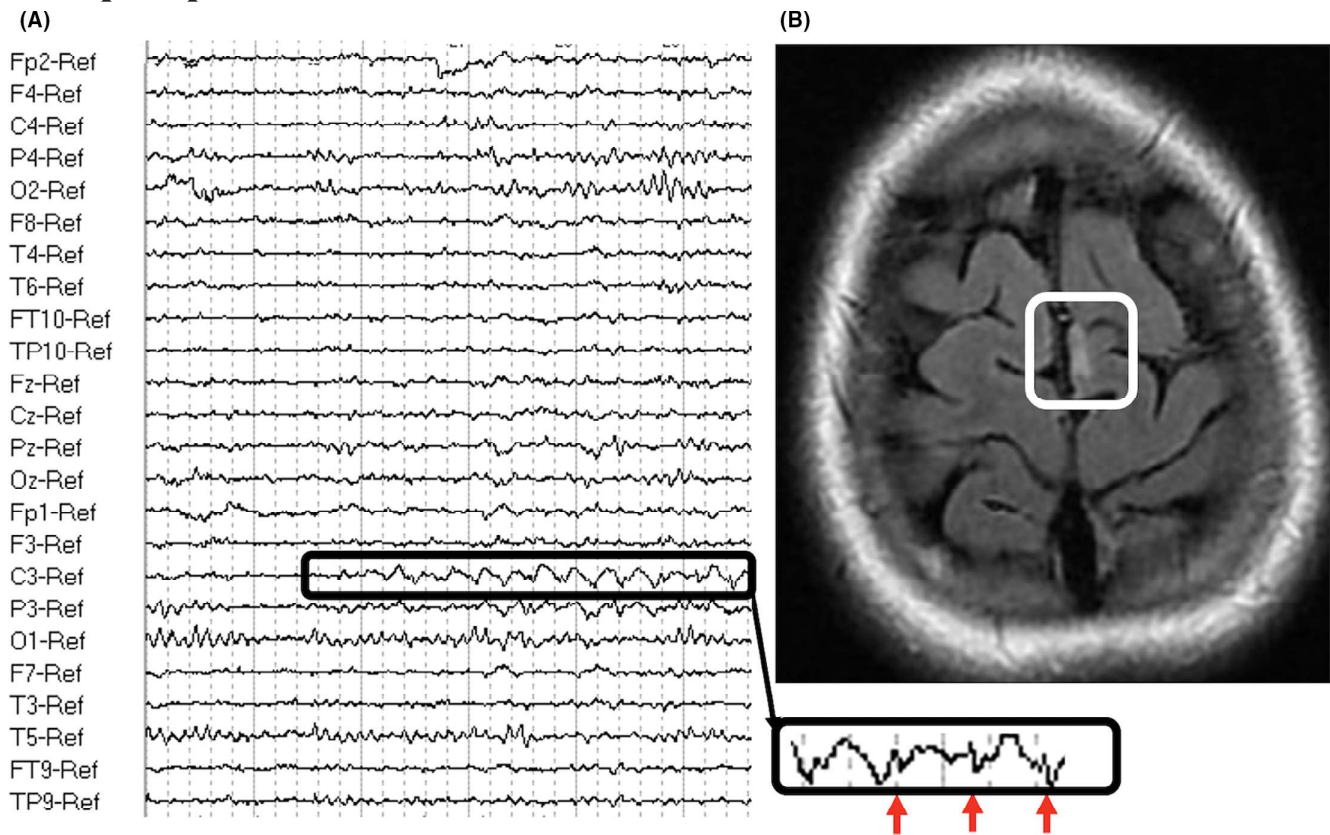 (A)
(B)
Fp2-Ref
F4-Ref
C4-Ref
P4-Ref
O2-Ref
F8-Ref
T4-Ref
T6-Ref
FT10-Ref
TP10-Ref
Fz-Ref
Cz-Ref
Pz-Ref
Oz-Ref
Fp1-Ref
F3-Ref
C3-Ref
P3-Ref
O1-Ref
F7-Ref
T3-Ref
T5-Ref
FT9-Ref
TP9-Ref